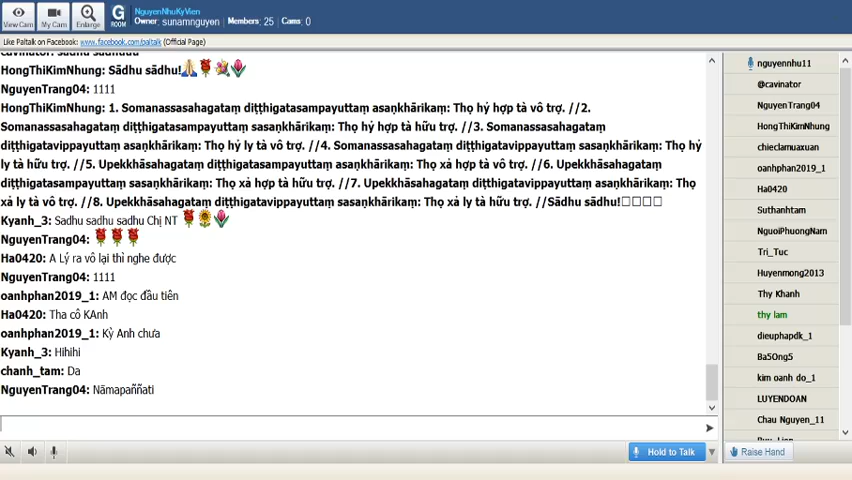 View Cam
My Cam
Enlarge
G
ROOM
NguyenNhuKyVien
Owner: sunamnguyen / Members: 25 / Cams: 0
Like Paltalk on Facebook: www.facebook.com/paltalk (Official Page)
HongThiKimNhung: Sādhu sādhu!
NguyenTrang04: 1111
HongThiKimNhung: 1. Somanassasahagataṃ diṭṭhigatasampayuttaṃ asaṇkhārikaṃ: Thọ hỷ hợp tà vô trợ. //2.
Somanassasahagataṃ diṭṭhigatasampayuttaṃ sasaṇkhārikaṃ: Thọ hỷ hợp tà hữu trợ. //3. Somanassasahagataṃ
diṭṭhigatavippayuttaṃ asaṇkhārikaṃ: Thọ hỷ ly tà vô trợ. //4. Somanassasahagataṃ diṭṭhigatavippayuttaṃ sasaṇkhārikaṃ: Thọ hỷ
ly tà hữu trợ. //5. Upekkhāsahagataṃ diṭṭhigatasampayuttaṃ asaṇkhārikaṃ: Thọ xả hợp tà vô trợ. //6. Upekkhāsahagataṃ
diṭṭhigatasampayuttaṃ sasaṇkhārikaṃ: Thọ xả hợp tà hữu trợ. //7. Upekkhāsahagataṃ diṭṭhigatavippayuttaṃ asaṇkhārikaṃ: Thọ
xả ly tà vô trợ. //8. Upekkhāsahagataṃ diṭṭhigatavippayuttaṃ sasaṇkhārikaṃ: Thọ xả ly tà hữu trợ. //Sādhu sādhu!
Kyanh_3: Sadhu sadhu sadhu Chị NT
NguyenTrang04:
Ha0420: A Lý ra vô lại thì nghe được
NguyenTrang04: 1111
oanhphan2019_1: AM đọc đầu tiên
Ha0420: Tha cô KAnh
oanhphan2019_1: Kỳ Anh chưa
Kyanh_3: Hihihi
chanh_tam: Da
NguyenTrang04: Nāmapaññati
Hold to Talk
nguyennhu11
@cavinator
NguyenTrang04
HongThiKimNhung
chieclamuaxuan
oanhphan2019_1
Ha0420
Suthanhtam
NguoiPhuongNam
Tri_Tuc
Huyenmong2013
Thy Khanh
thy lam
dieuphapdk_1
Ba5Ong5
kim oanh do_1
LUYENDOAN
Chau Nguyen_11
Raise Hand